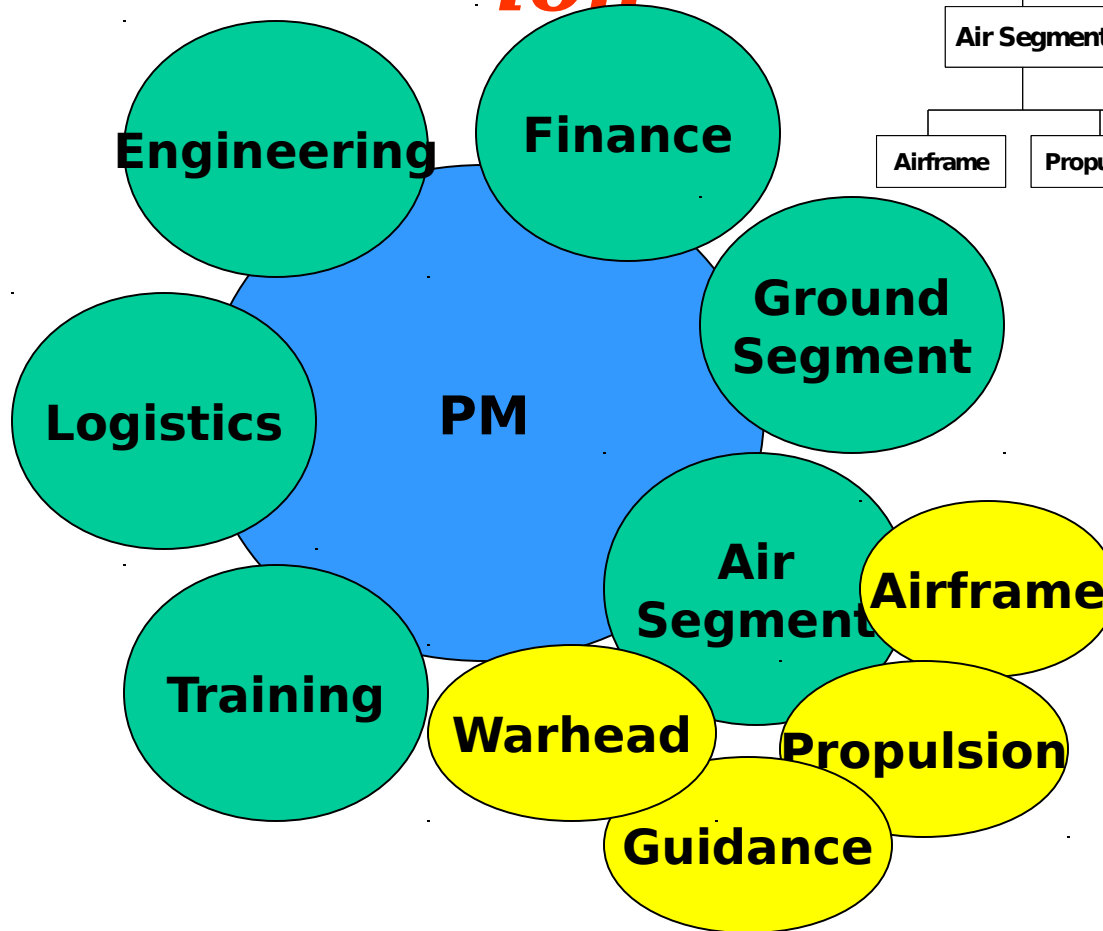 Air Segment
Airframe
Engineering
Finance
Ground
Segment
PM
Logistics
Air
Segment
Airframe
Training
Warhead
Propulsion
Guidance